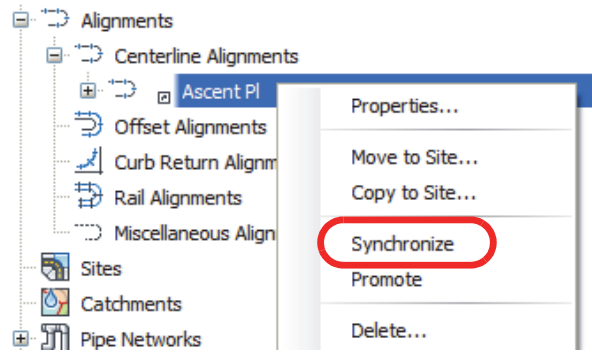 Alignments
Centerline Alignments
Ascent Pl
Offset Alignments
Curb Return Alignm
Rail Alignments
Miscellaneous Align
Sites
Catchments
Pipe Networks
Properties...
Move to Site...
Copy to Site...
Synchronize
Promote
Delete...